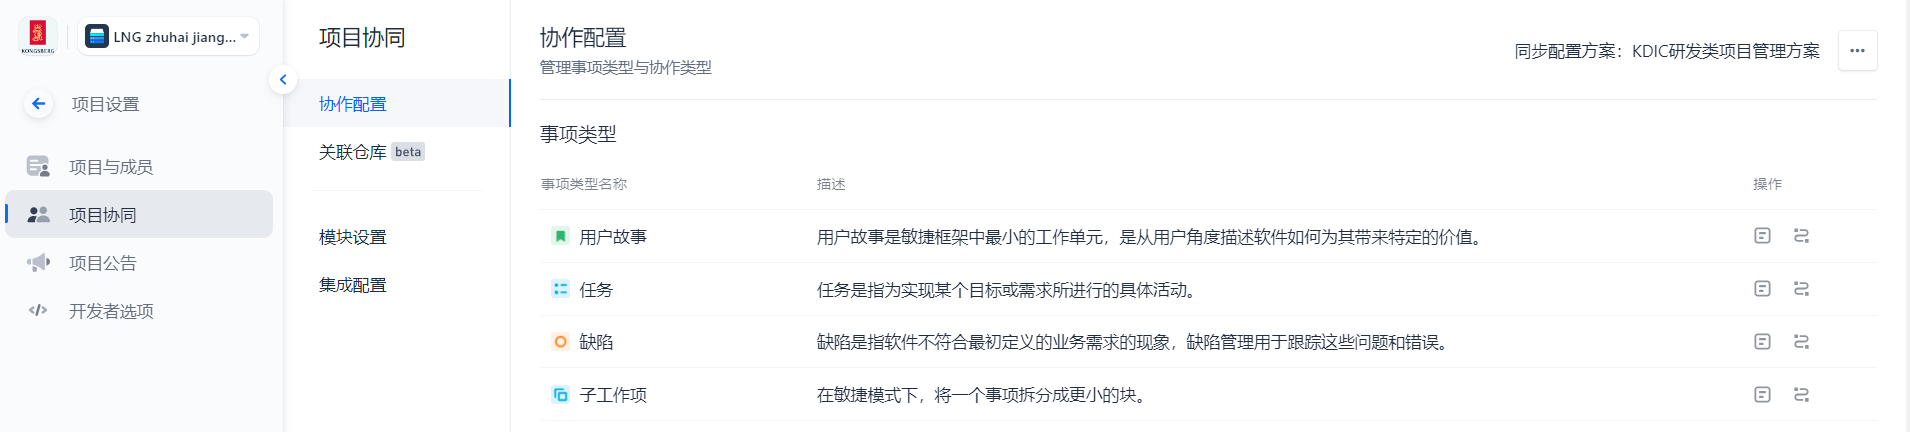 KONGSBERG
LNG zhuhai jiang...
项目设置
项目与成员
项目协同
项目公告
开发者选项
项目协同
协作配置
关联仓库 beta
模块设置
集成配置
协作配置
管理事项类型与协作类型
同步配置方案：KDIC研发类项目管理方案
事项类型
事项类型名称 描述 操作
用户故事 用户故事是敏捷框架中最小的工作单元，是从用户角度描述软件如何为其带来特定的价值。
任务 任务是指为实现某个目标或需求所进行的具体活动。
缺陷 缺陷是指软件不符合最初定义的业务需求的现象，缺陷管理用于跟踪这些问题和错误。
子工作项 在敏捷模式下，将一个事项拆分成更小的块。